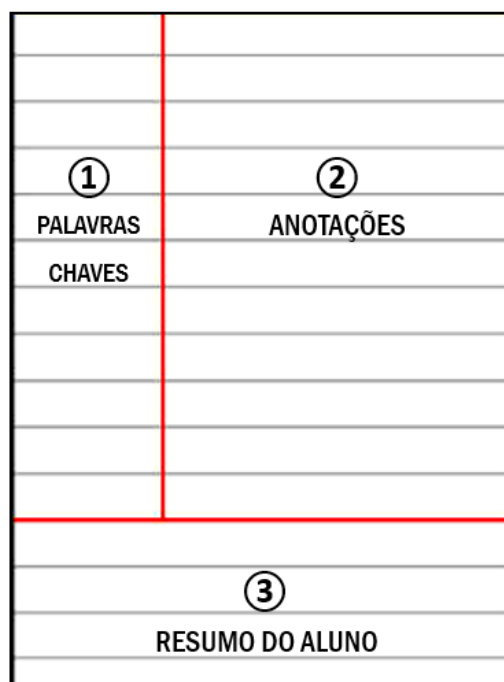 1
PALAVRAS
CHAVES
2
ANOTAÇÕES
3
RESUMO DO ALUNO